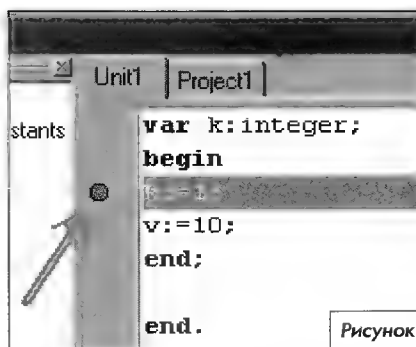 Unit1 Project1
stants
var k:integer;
begin
v:=10;
end;
end.
Рисунок